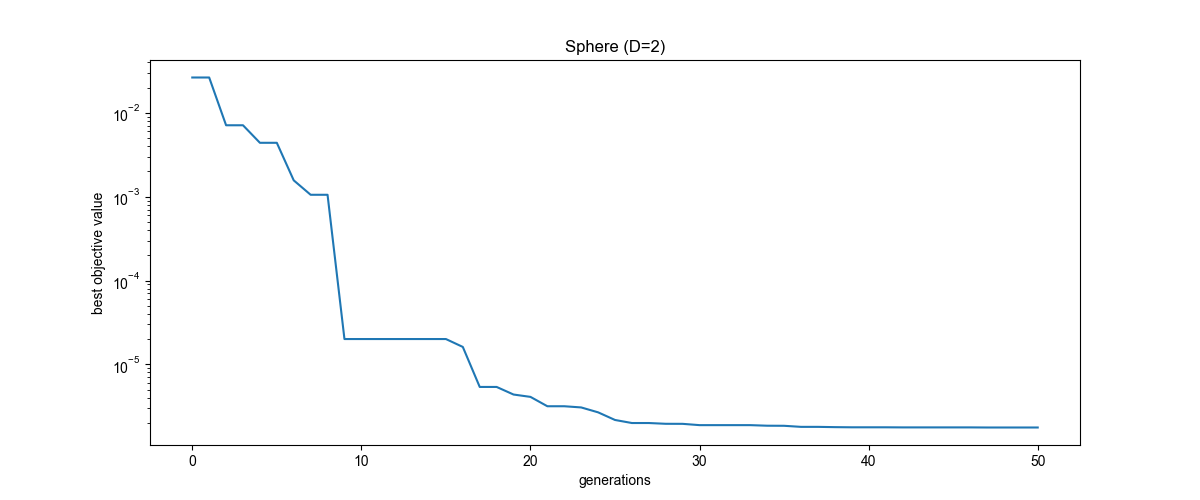 Sphere (D=2)
best objective value
10⁻²
10⁻³
10⁻⁴
10⁻⁵
0 10 20 30 40 50
generations